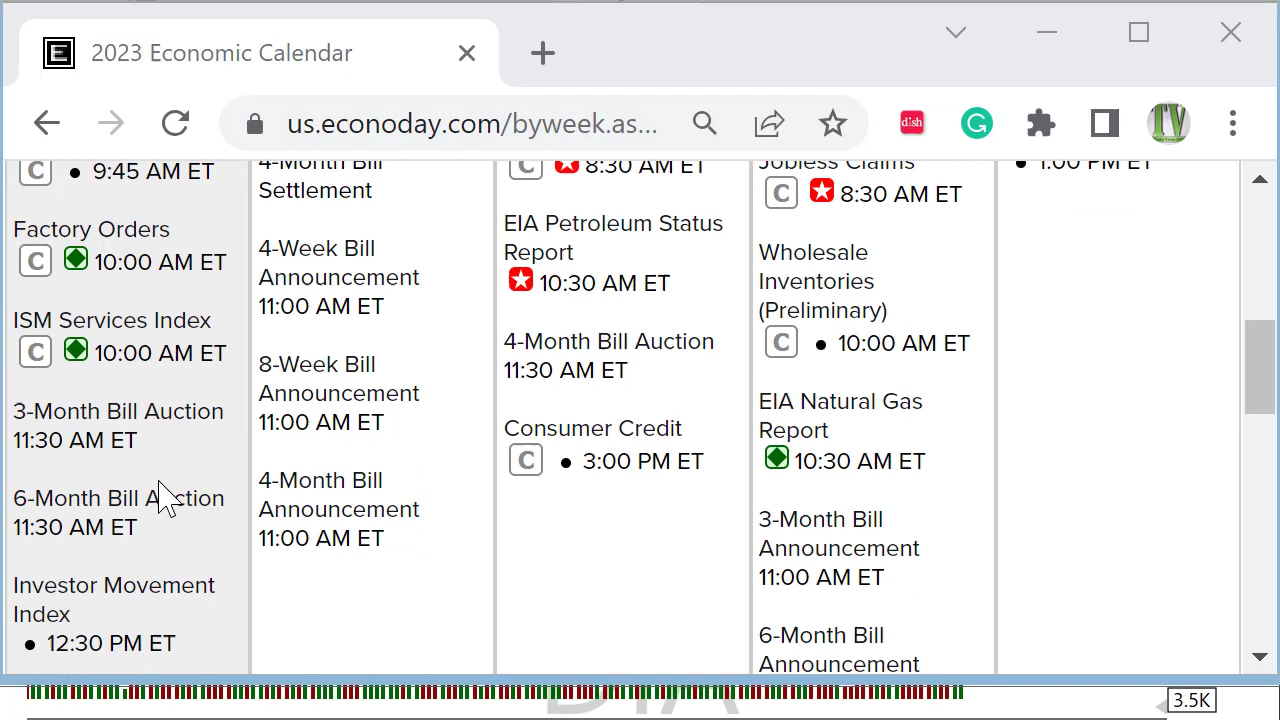 2023 Economic Calendar
us.econoday.com/byweek.as...
d!sh
TV
C • 9:45 AM ET
Factory Orders
C 10:00 AM ET
ISM Services Index
C 10:00 AM ET
3-Month Bill Auction
11:30 AM ET
6-Month Bill Auction
11:30 AM ET
Investor Movement
Index
• 12:30 PM ET
4-Month Bill
Settlement
4-Week Bill
Announcement
11:00 AM ET
8-Week Bill
Announcement
11:00 AM ET
4-Month Bill
Announcement
11:00 AM ET
C 8:30 AM ET
EIA Petroleum Status
Report
10:30 AM ET
4-Month Bill Auction
11:30 AM ET
Consumer Credit
C • 3:00 PM ET
Jobless Claims
C 8:30 AM ET
Wholesale
Inventories
(Preliminary)
C • 10:00 AM ET
EIA Natural Gas
Report
10:30 AM ET
3-Month Bill
Announcement
11:00 AM ET
6-Month Bill
Announcement
• 1:00 PM ET
3.5K